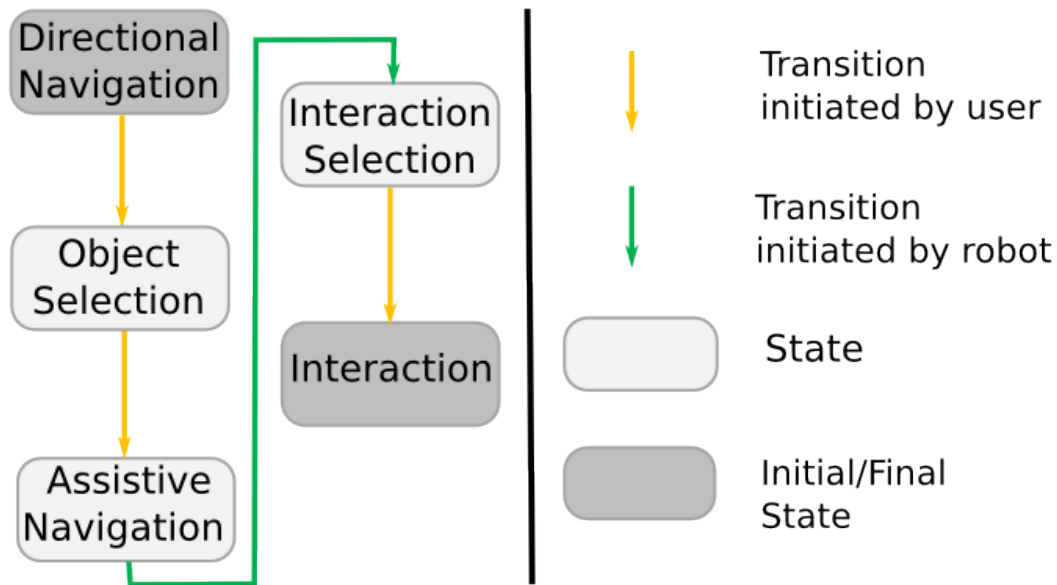 Directional
Navigation
Object
Selection
Assistive
Navigation
Interaction
Selection
Interaction
Transition
initiated by user
Transition
initiated by robot
State
Initial/Final
State